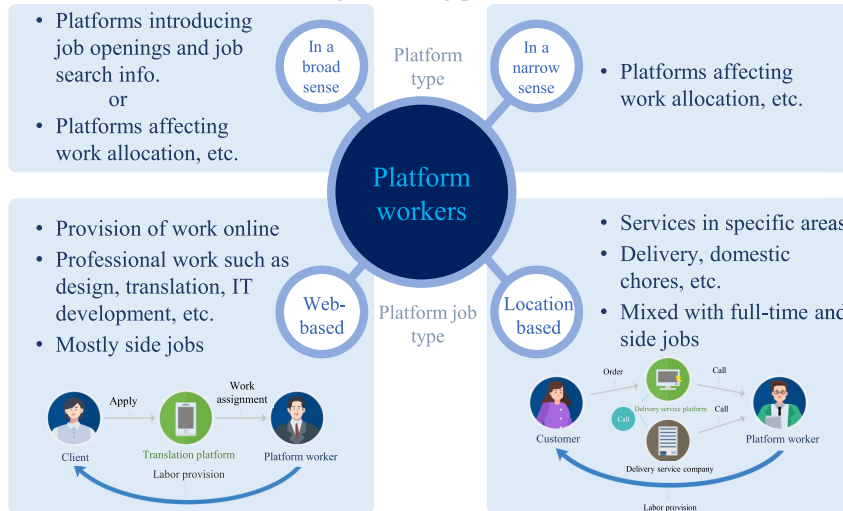 • Platforms introducing
job openings and job
search info.
or
• Platforms affecting
work allocation, etc.
In a
broad
sense
Platform
type
In a
narrow
sense
• Platforms affecting
work allocation, etc.
Platform
workers
• Provision of work online
• Professional work such as
design, translation, IT
development, etc.
• Mostly side jobs
Web-
based
Platform job
type
Location
based
• Services in specific areas
• Delivery, domestic
chores, etc.
• Mixed with full-time and
side jobs
Apply
Work
assignment
Client
Translation platform
Platform worker
Labor provision
Order
Call
Delivery service platform
Call
Call
Customer
Platform worker
Delivery service company
Labor provision